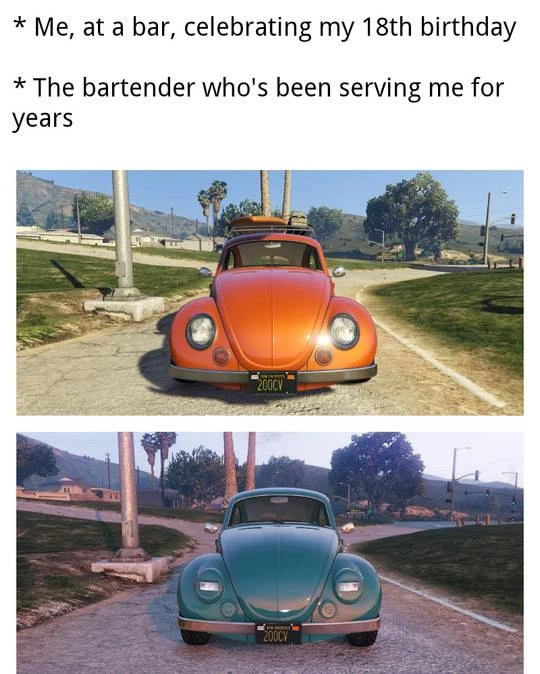 * Me, at a bar, celebrating my 18th birthday
* The bartender who's been serving me for
years
200CV
200CV